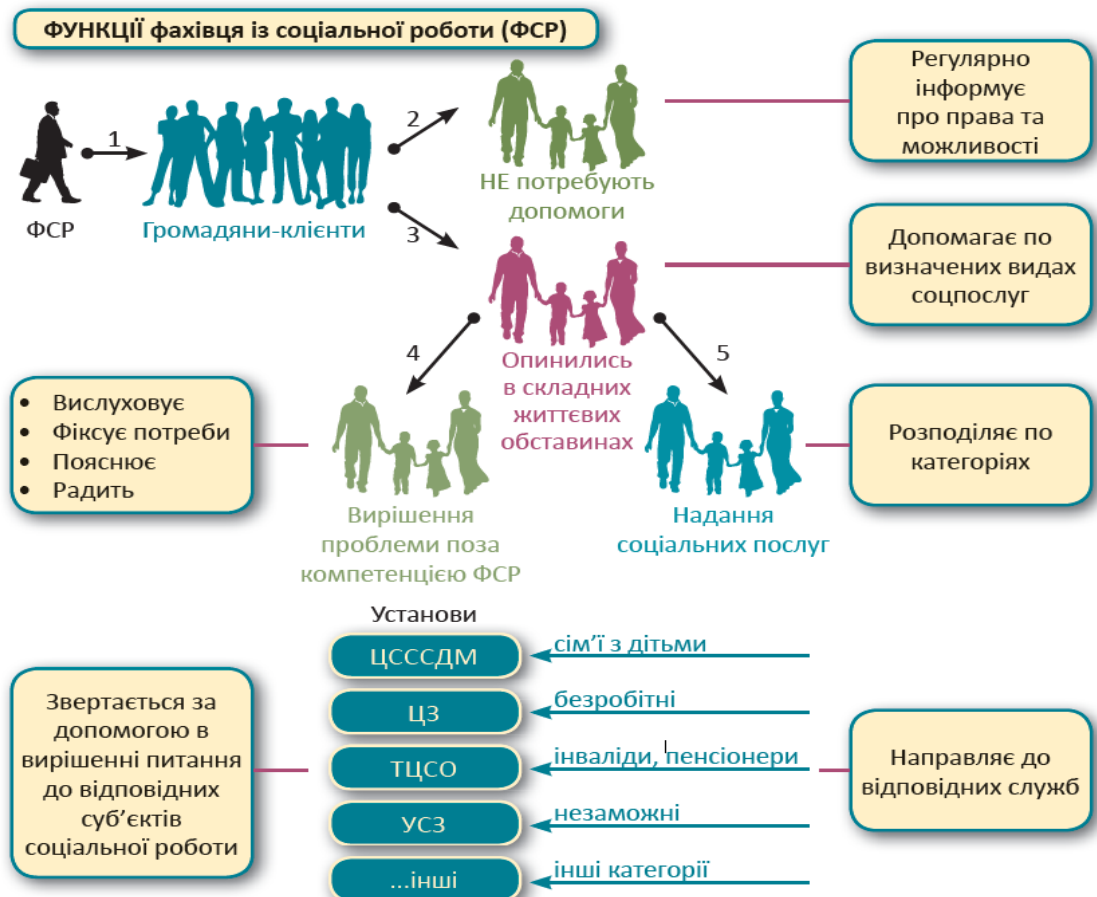 ФУНКЦІЇ фахівця із соціальної роботи (ФСР)
ФСР
1
Громадяни-клієнти
2
3
НЕ потребують
допомоги
Регулярно
інформує
про права та
можливості
Опинились
в складних
життєвих
обставинах
Допомагає по
визначених видах
соцпослуг
4
5
• Вислуховує
• Фіксує потреби
• Пояснює
• Радить
Вирішення
проблеми поза
компетенцією ФСР
Надання
соціальних послуг
Розподіляє по
категоріях
Установи
ЦСССДМ
сім’ї з дітьми
ЦЗ
безробітні
ТЦСО
інваліди, пенсіонери
УСЗ
незаможні
...інші
інші категорії
Звертається за
допомогою в
вирішенні питання
до відповідних
суб’єктів
соціальної роботи
Направляє до
відповідних служб